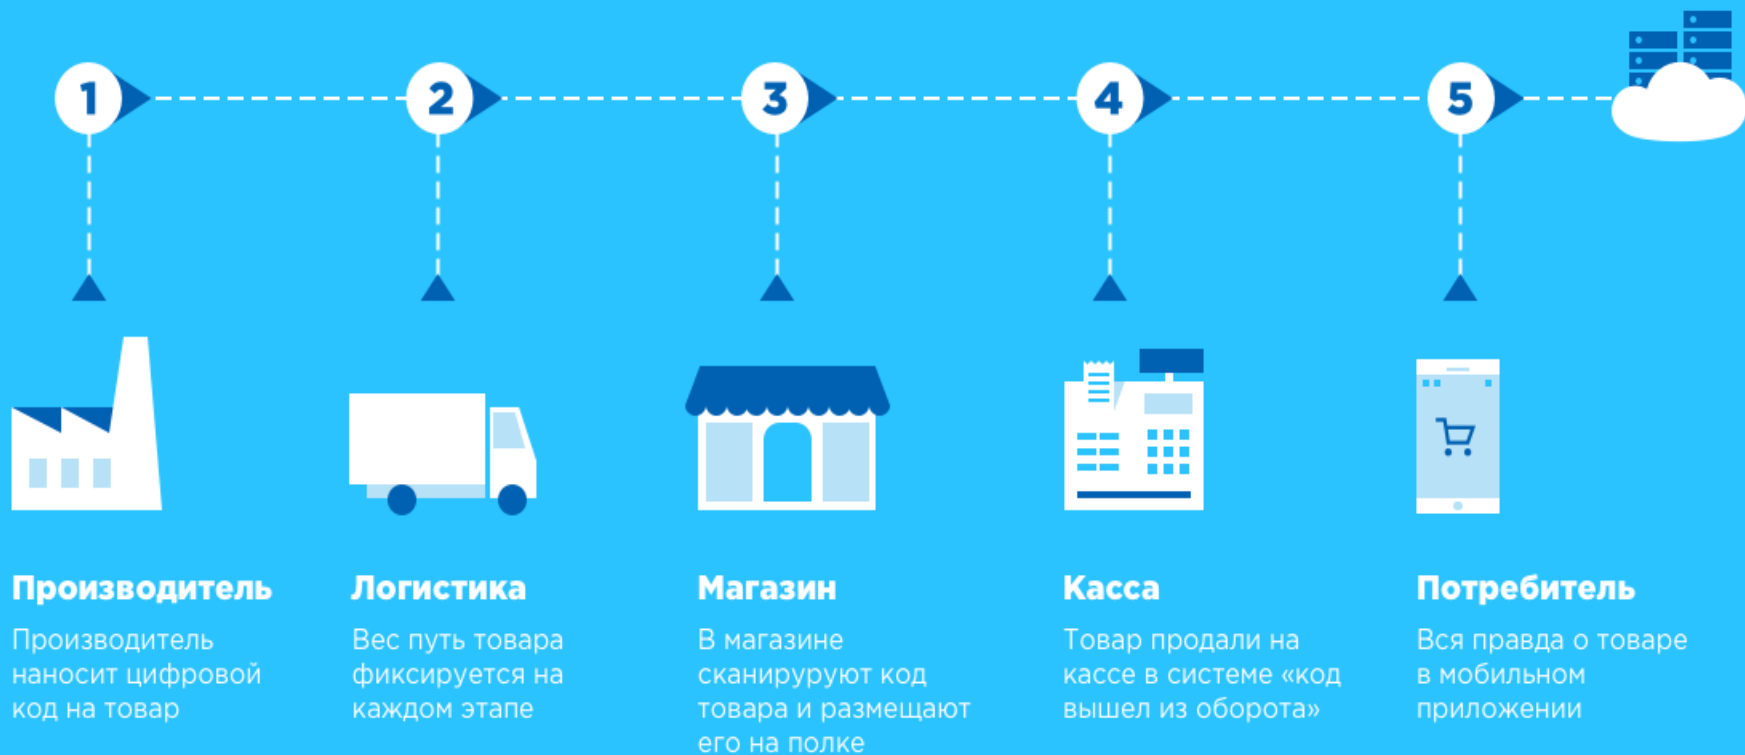 1
2
3
4
5
Производитель
Производитель
наносит цифровой
код на товар
Логистика
Вес путь товара
фиксируется на
каждом этапе
Магазин
В магазине
сканируруют код
товара и размещают
его на полке
Касса
Товар продали на
кассе в системе «код
вышел из оборота»
Потребитель
Вся правда о товаре
в мобильном
приложении